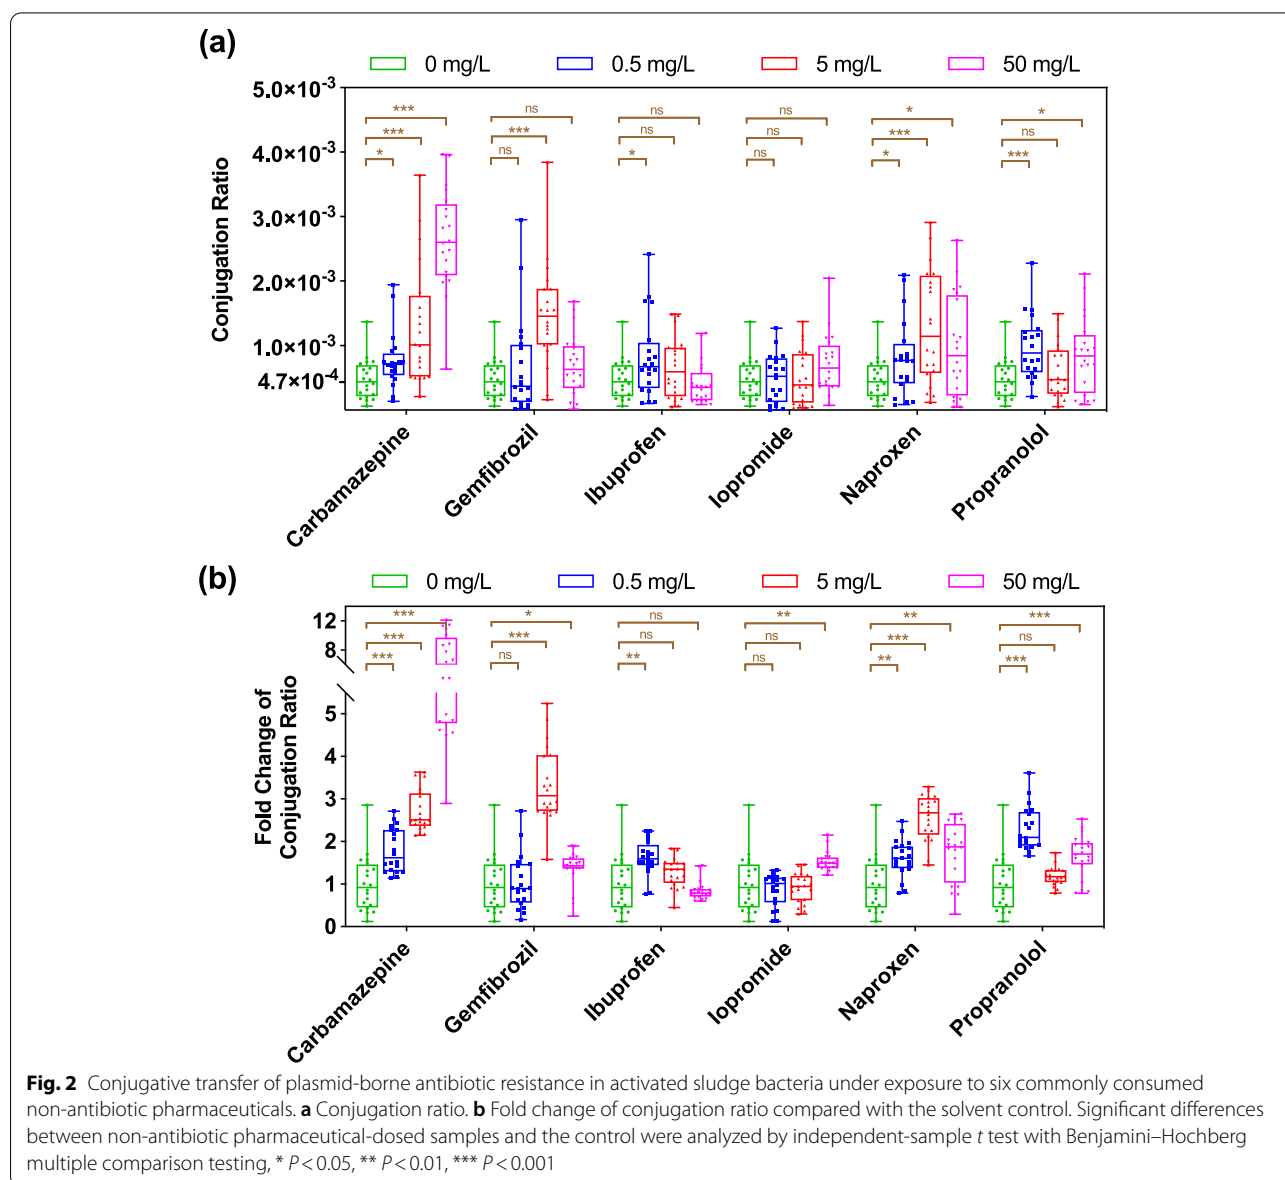 (a)
0 mg/L 0.5 mg/L 5 mg/L 50 mg/L
Conjugation Ratio
5.0×10⁻³
4.0×10⁻³
3.0×10⁻³
2.0×10⁻³
1.0×10⁻³
4.7×10⁻⁴
*** ns ns ns * *
*** *** ns ns *** ns
* ns * ns * ***
Carbamazepine Gemfibrozil Ibuprofen Iopromide Naproxen Propranolol
(b)
0 mg/L 0.5 mg/L 5 mg/L 50 mg/L
Fold Change of
Conjugation Ratio
12
8
5
4
3
2
1
0
*** * ns ** ** ***
*** *** ns ns *** ns
*** ns ** ns ** ***
Carbamazepine Gemfibrozil Ibuprofen Iopromide Naproxen Propranolol
Fig. 2 Conjugative transfer of plasmid-borne antibiotic resistance in activated sludge bacteria under exposure to six commonly consumed
non-antibiotic pharmaceuticals. a Conjugation ratio. b Fold change of conjugation ratio compared with the solvent control. Significant differences
between non-antibiotic pharmaceutical-dosed samples and the control were analyzed by independent-sample t test with Benjamini–Hochberg
multiple comparison testing, * P < 0.05, ** P < 0.01, *** P < 0.001